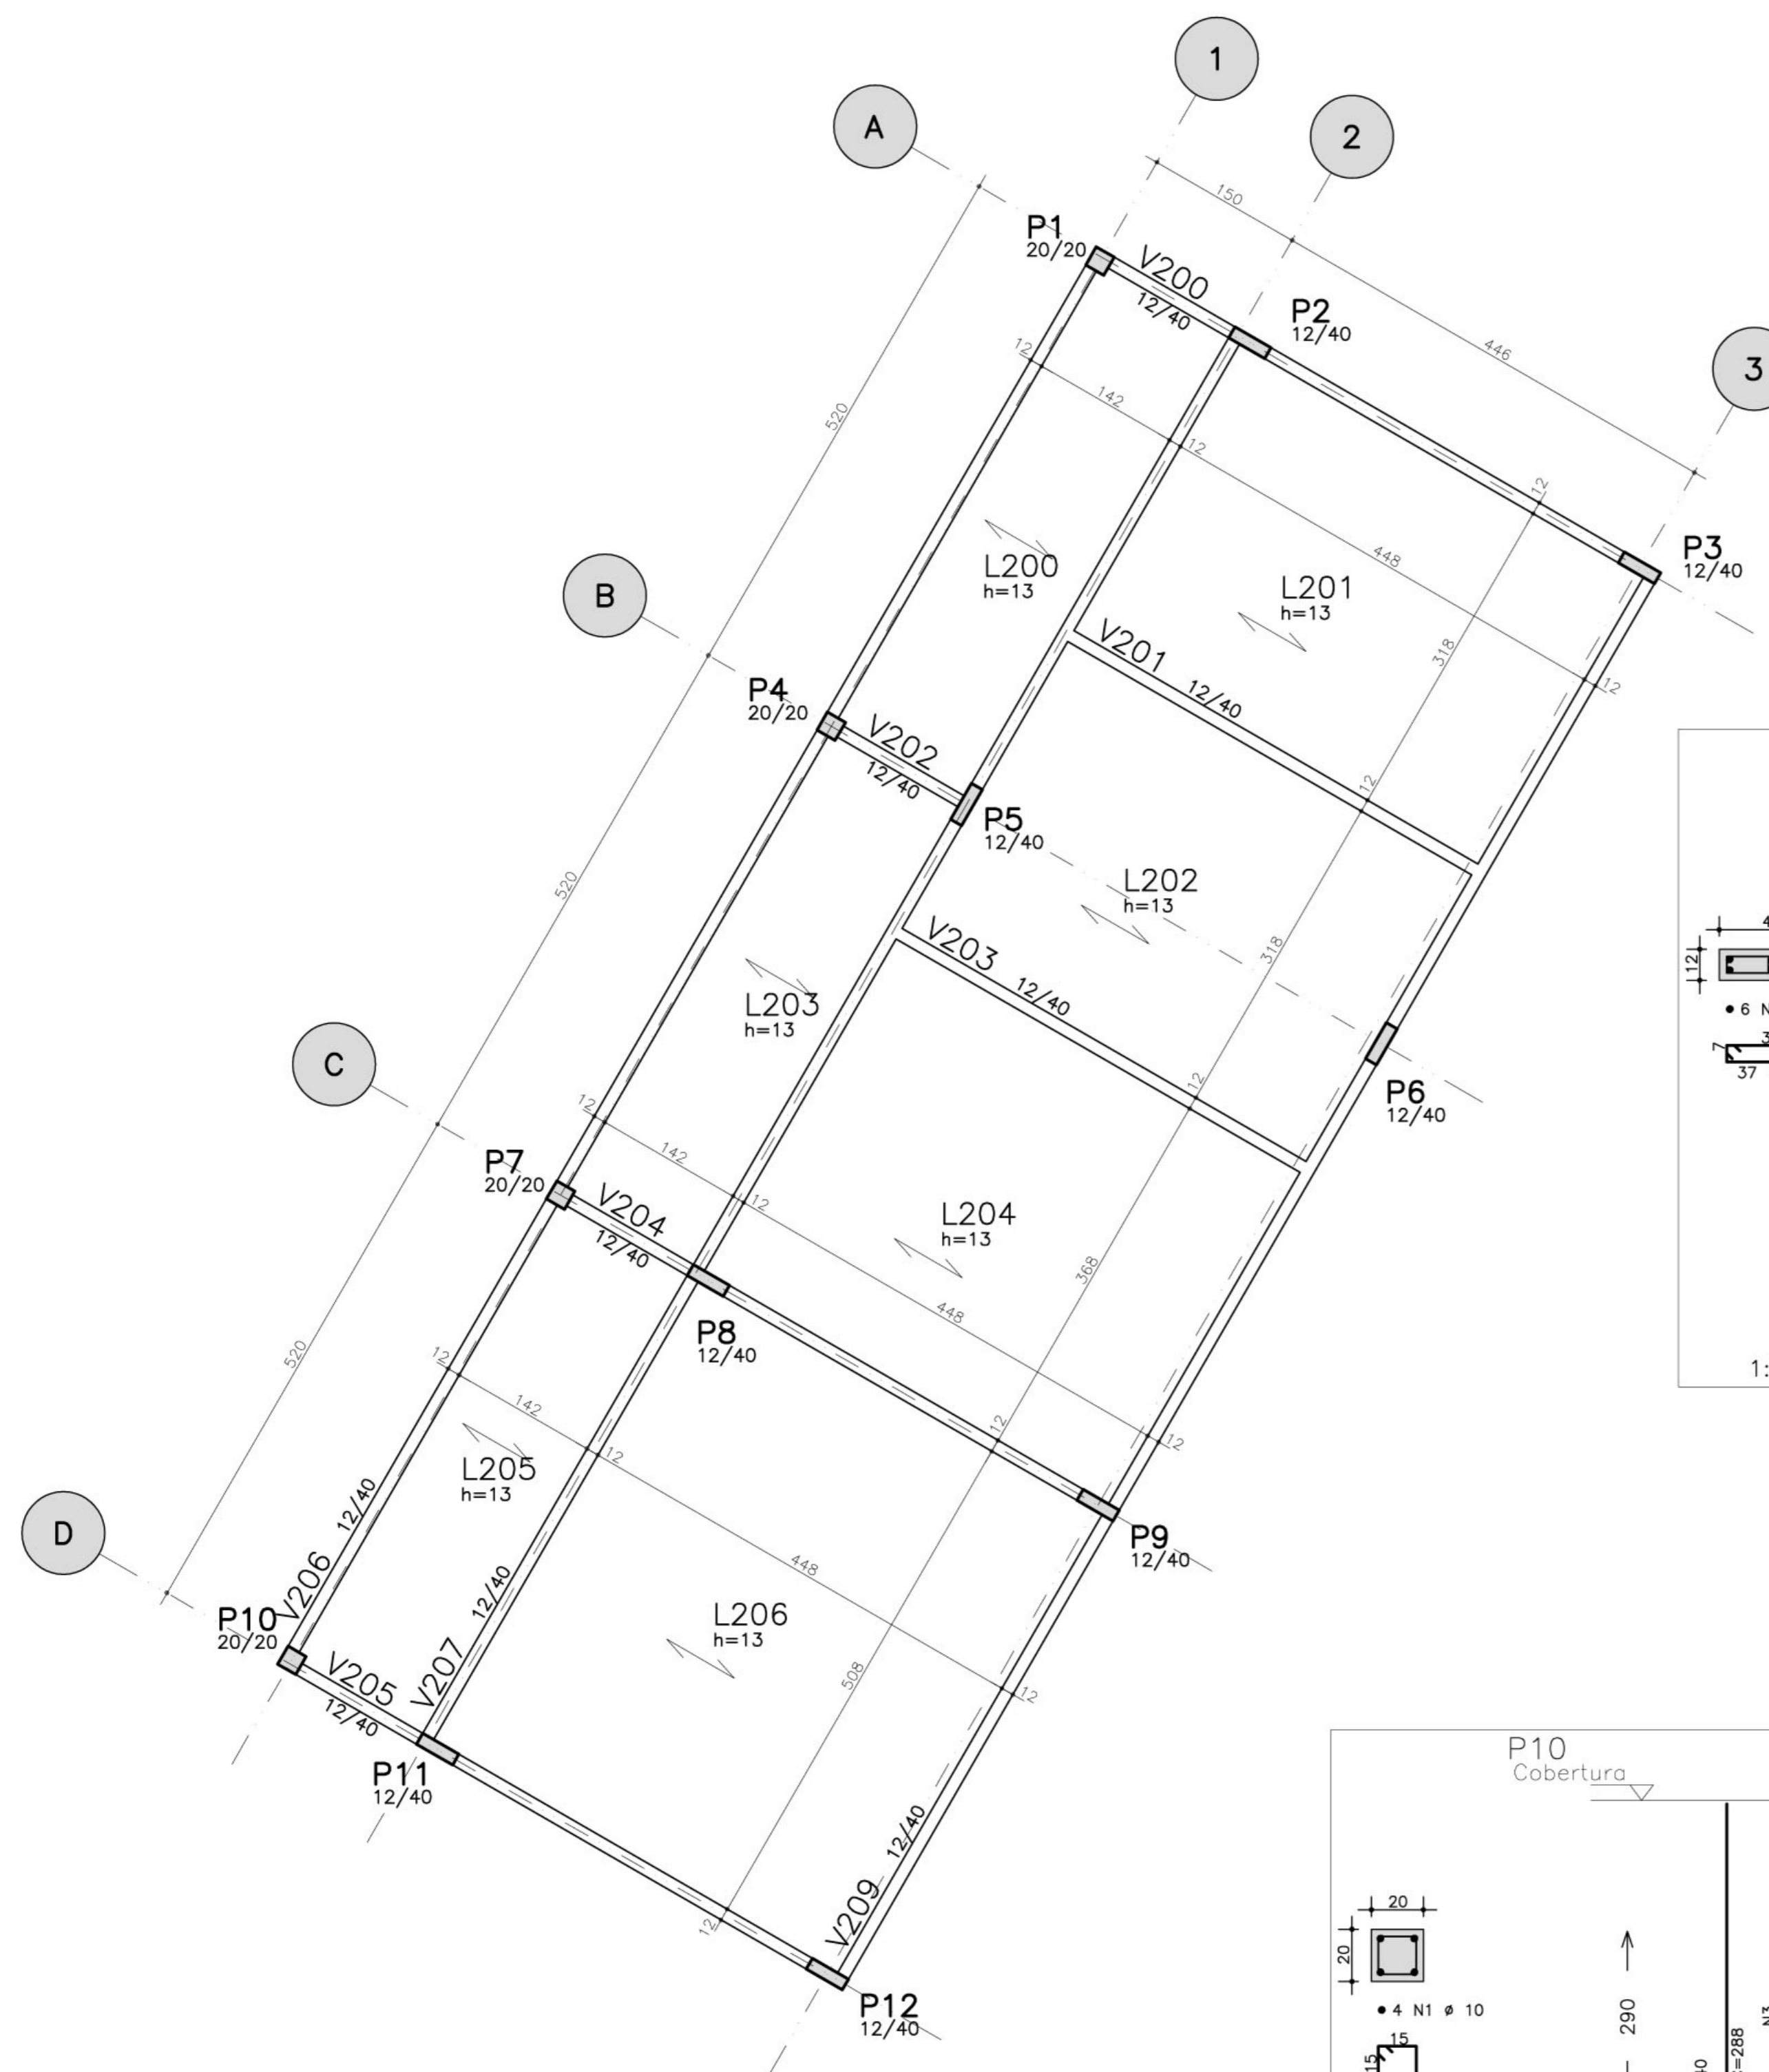 1
A
2
150
P1
20/20
V200
12/40
P2
12/40
446
3
12
142
12
520
12
448
P3
12/40
L200
h=13
L201
h=13
B
V201
12/40
318
12
P4
20/20
V202
12/40
12
P5
12/40
L202
h=13
520
V203
12/40
318
12
• 6 N
7
3
37
L203
h=13
C
12
P6
12/40
12
142
12
P7
20/20
V204
12/40
L204
h=13
368
448
P8
12/40
520
12
142
12
12
12
1:
L205
h=13
12/40
P9
12/40
D
V206
12/40
448
L206
h=13
P10
20/20
V205
12/40
V207
508
12
P11
12/40
12/40
V209
12
P12
12/40
P10
Cobertura
20
20
• 4 N1 ø 10
15
15
290
=288